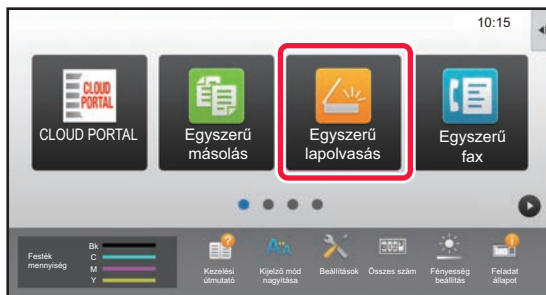 10:15
CLOUD
PORTAL
CLOUD PORTAL
Egyszerű
másolás
Egyszerű
lapolvasás
Egyszerű
fax
Festék
mennyiség
Bk
C
M
Y
Kezelési
útmutató
Kijelző mód
nagyítása
Beállítások
Összes szám
Fényesség
beállítás
Feladat
állapot